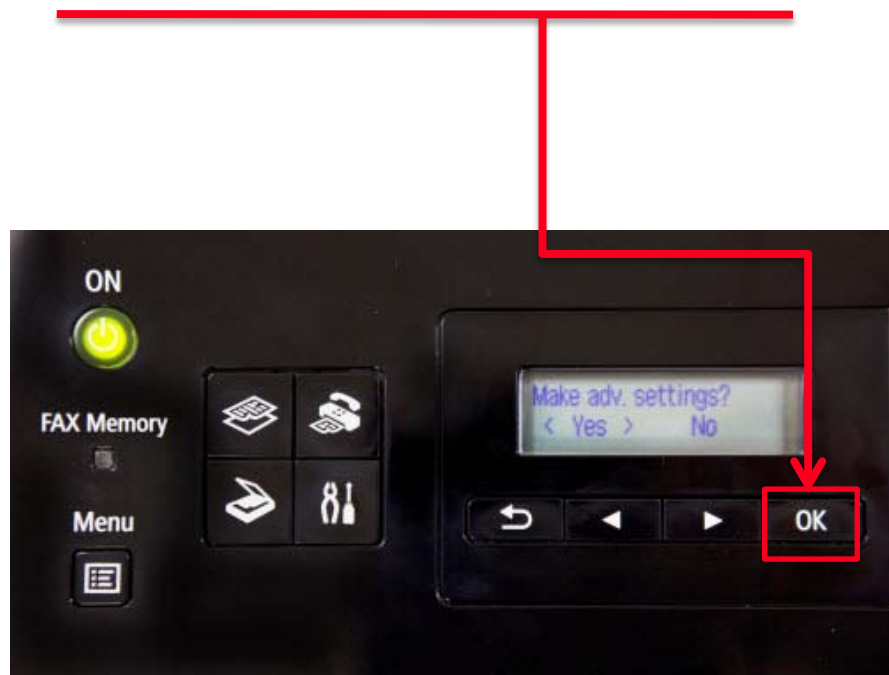 ON
FAX Memory
Menu
Make adv. settings?
< Yes > No
OK